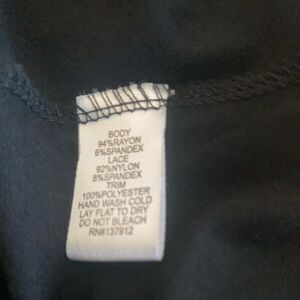 BODY
94%RAYON
6%SPANDEX
LACE
92%NYLON
8%SPANDEX
TRIM
100%POLYESTER
HAND WASH COLD
LAY FLAT TO DRY
DO NOT BLEACH
RN#137912